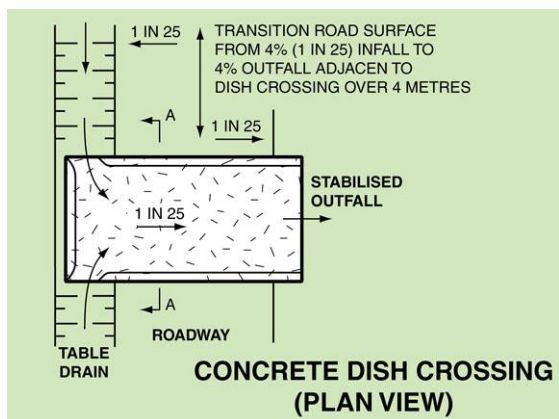 1 IN 25
TRANSITION ROAD SURFACE
FROM 4% (1 IN 25) INFALL TO
4% OUTFALL ADJACEN TO
DISH CROSSING OVER 4 METRES
A
1 IN 25
STABILISED
OUTFALL
1 IN 25
A
ROADWAY
TABLE
DRAIN
CONCRETE DISH CROSSING
(PLAN VIEW)